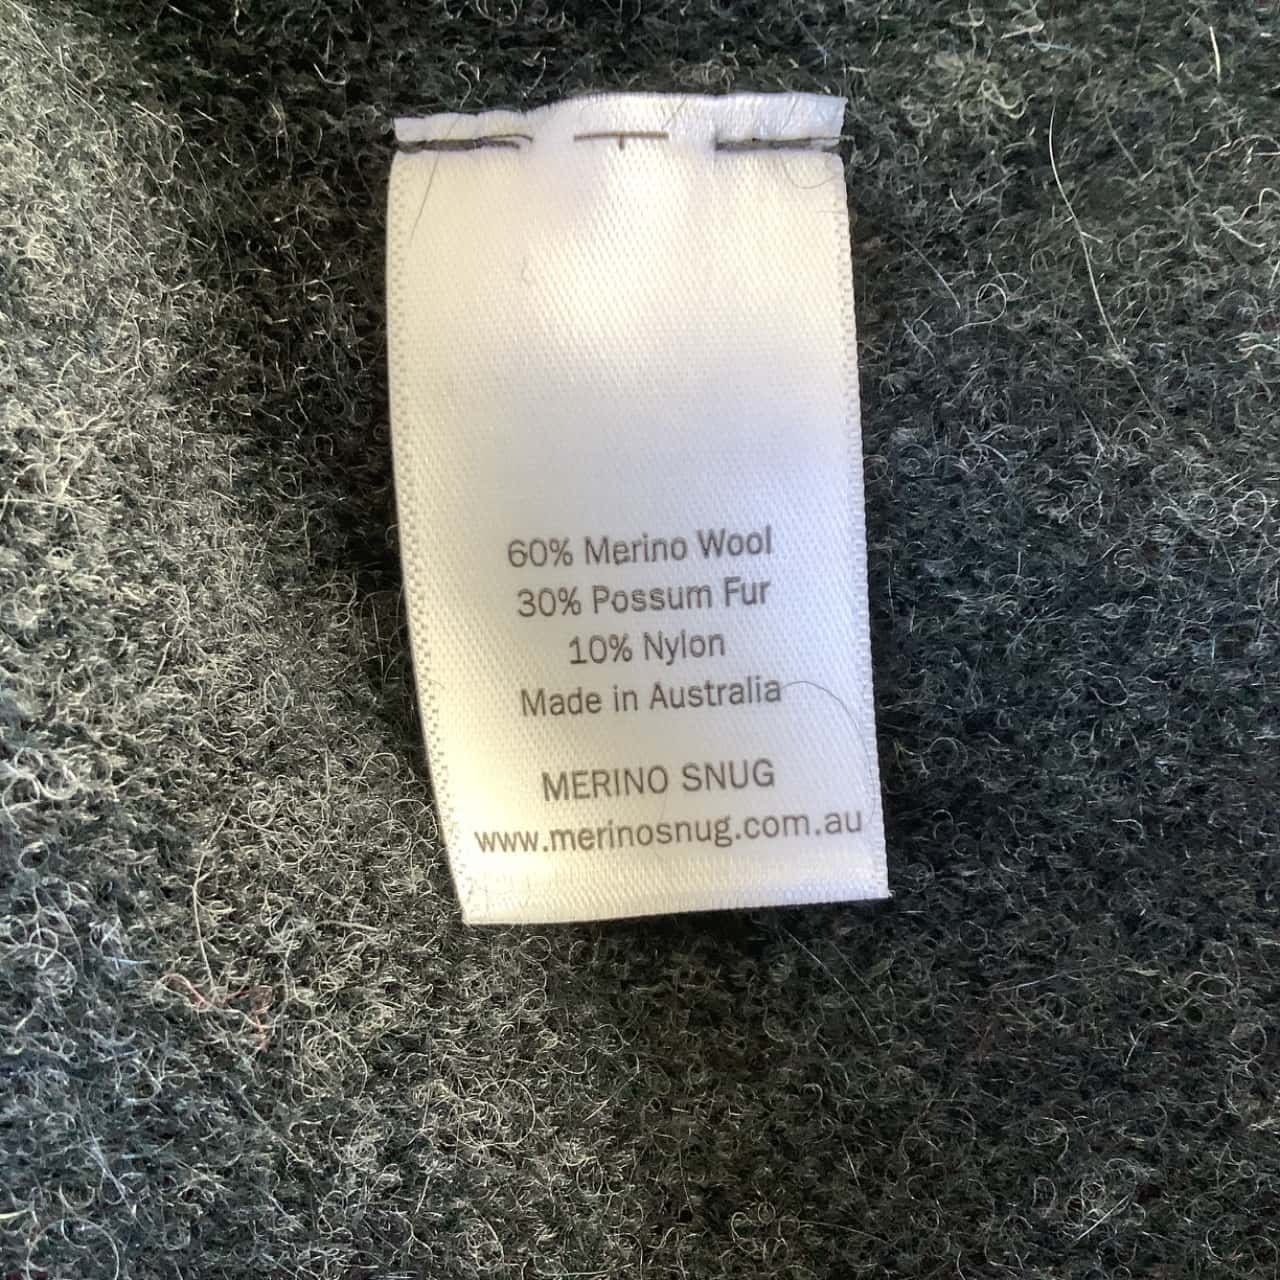 60% Merino Wool
30% Possum Fur
10% Nylon
Made in Australia
MERINO SNUG
www.merinosnug.com.au